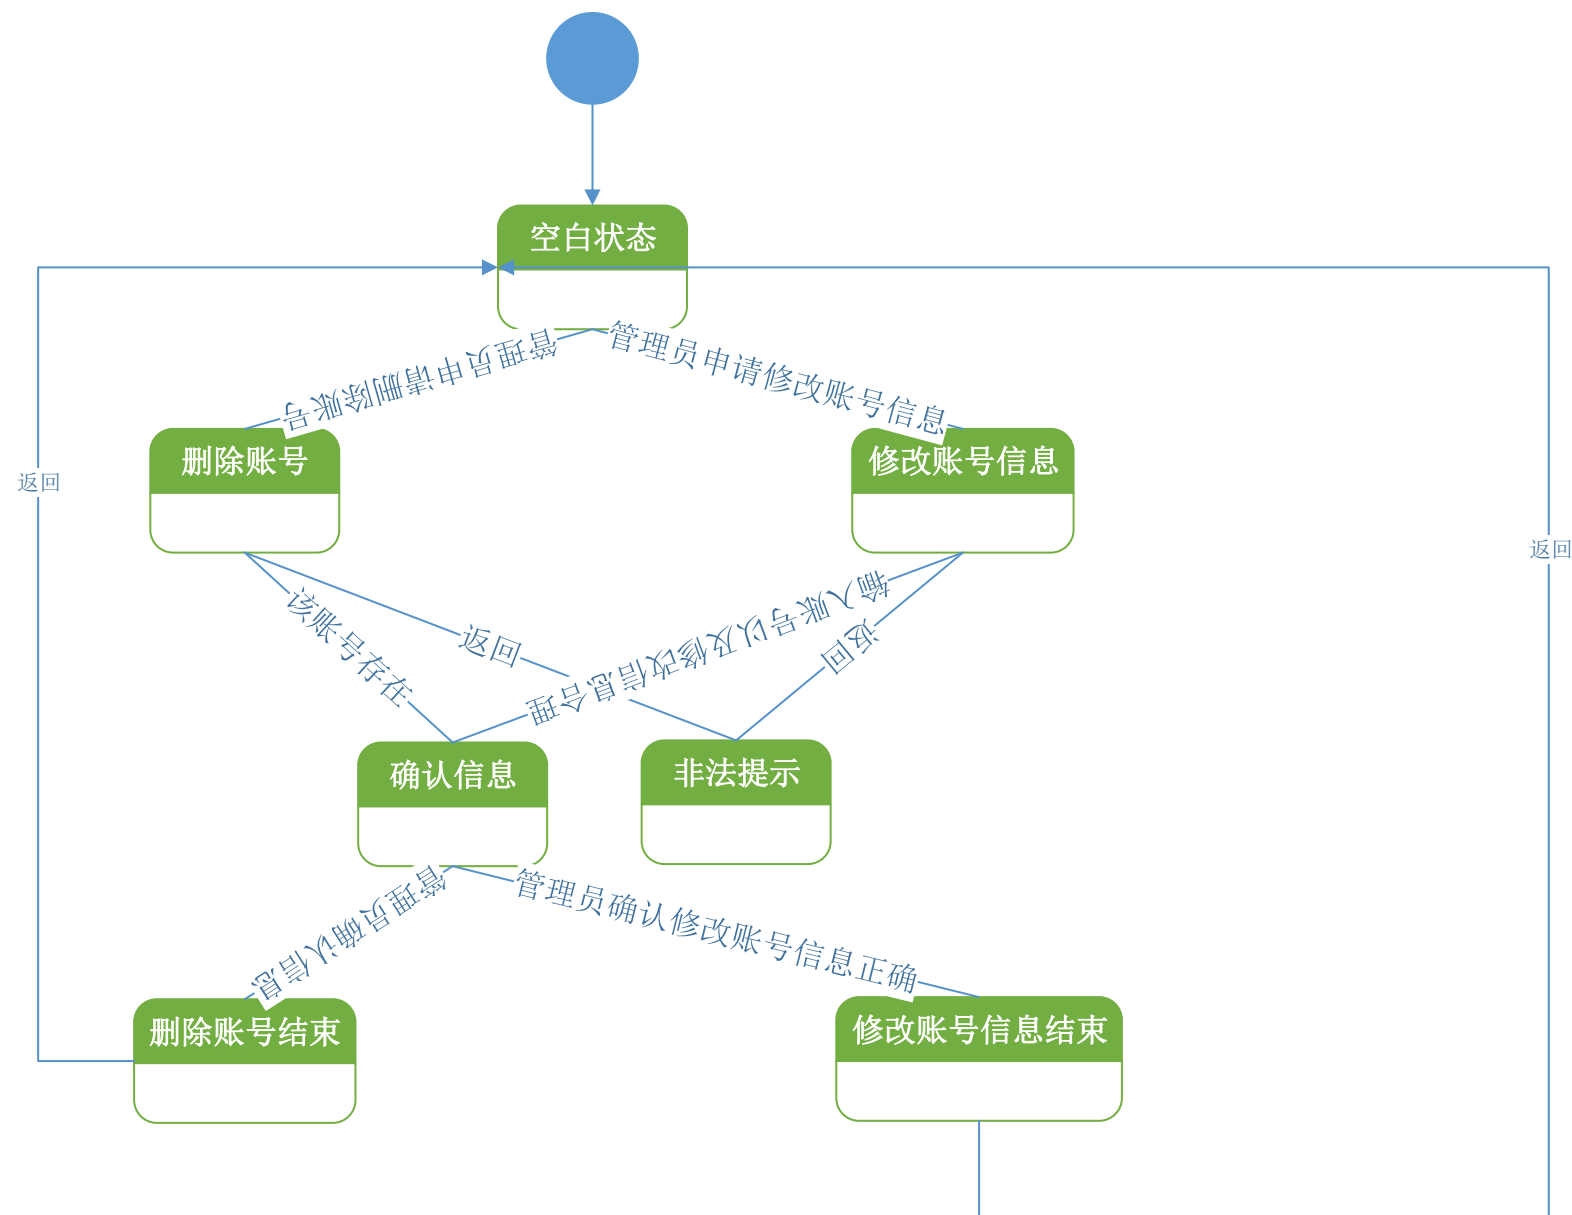 空白状态
管理员申请删除账号
管理员申请修改账号信息
删除账号
修改账号信息
返回
返回
该账号存在
返回
输入账号以及修改信息合理
返回
确认信息
非法提示
管理员确认信息
管理员确认修改账号信息正确
删除账号结束
修改账号信息结束